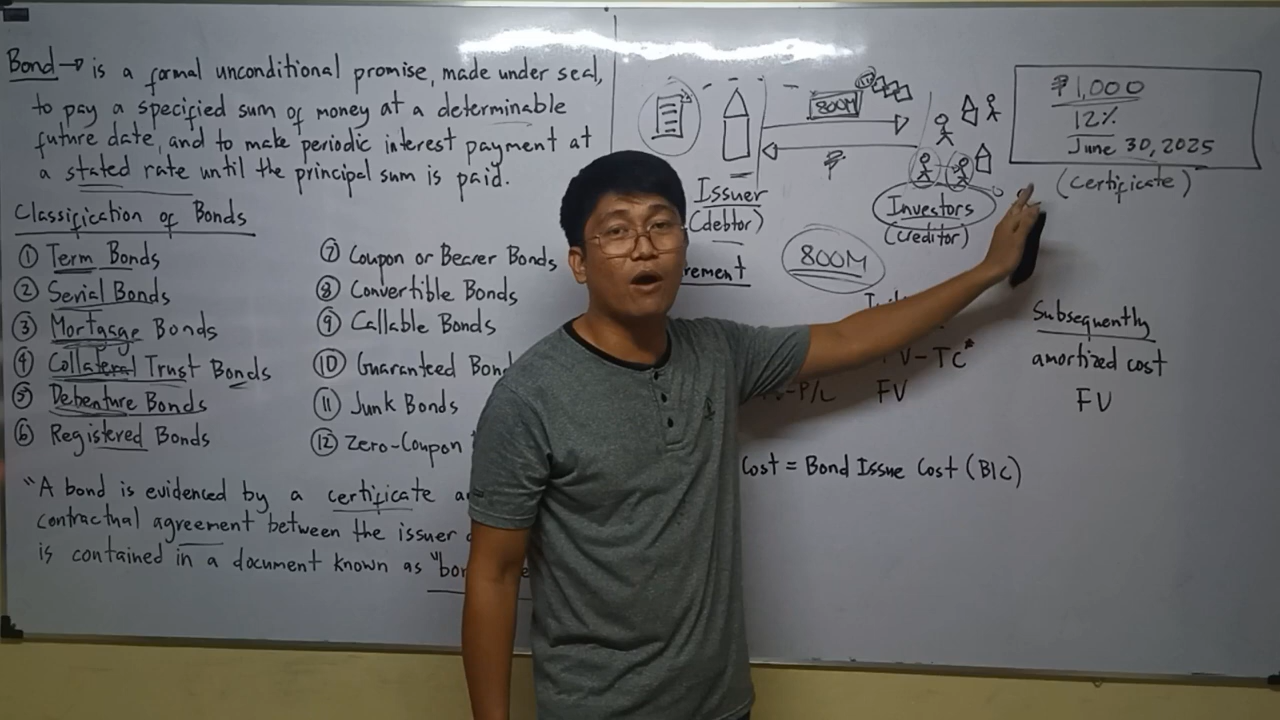 Bond → is a formal unconditional promise, made under seal,
to pay a specified sum of money at a determinable
future date, and to make periodic interest payment at
a stated rate until the principal sum is paid.
Classification of Bonds
① Term Bonds
② Serial Bonds
③ Mortgage Bonds
④ Collateral Trust Bonds
⑤ Debenture Bonds
⑥ Registered Bonds
⑦ Coupon or Bearer Bonds
⑧ Convertible Bonds
⑨ Callable Bonds
⑩ Guaranteed
⑪ Junk Bonds
⑫ Zero-Coupon
"A bond is evidenced by a certificate
contractual agreement between the issuer
is contained in a document known as
800M
₱
Issuer
(debtor)
Investors
(creditor)
₱1,000
12%
June 30, 2025
(certificate)
800M
Subsequently
-TC*
amortized cost
-P/L
FV
FV
Cost = Bond Issue Cost (BIC)